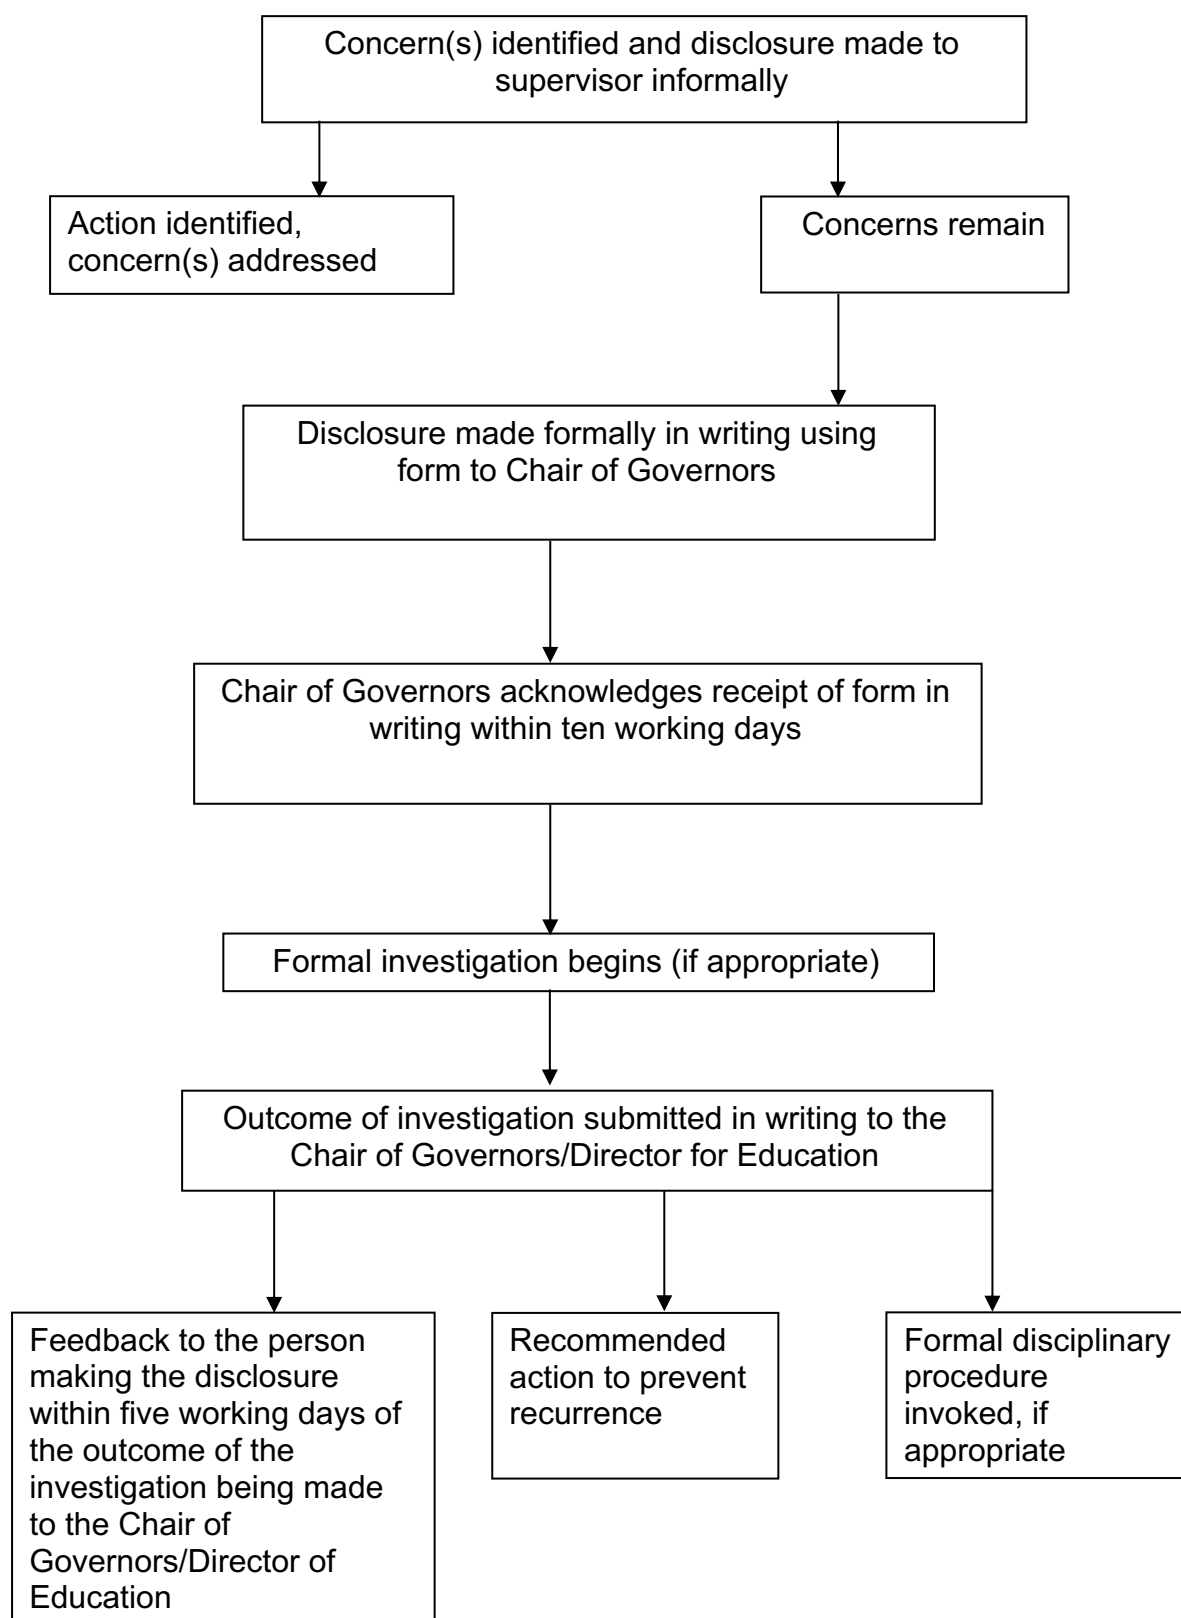 Concern(s) identified and disclosure made to
supervisor informally
Action identified,
concern(s) addressed
Concerns remain
Disclosure made formally in writing using
form to Chair of Governors
Chair of Governors acknowledges receipt of form in
writing within ten working days
Formal investigation begins (if appropriate)
Outcome of investigation submitted in writing to the
Chair of Governors/Director for Education
Feedback to the person
making the disclosure
within five working days of
the outcome of the
investigation being made
to the Chair of
Governors/Director of
Education
Recommended
action to prevent
recurrence
Formal disciplinary
procedure
invoked, if
appropriate